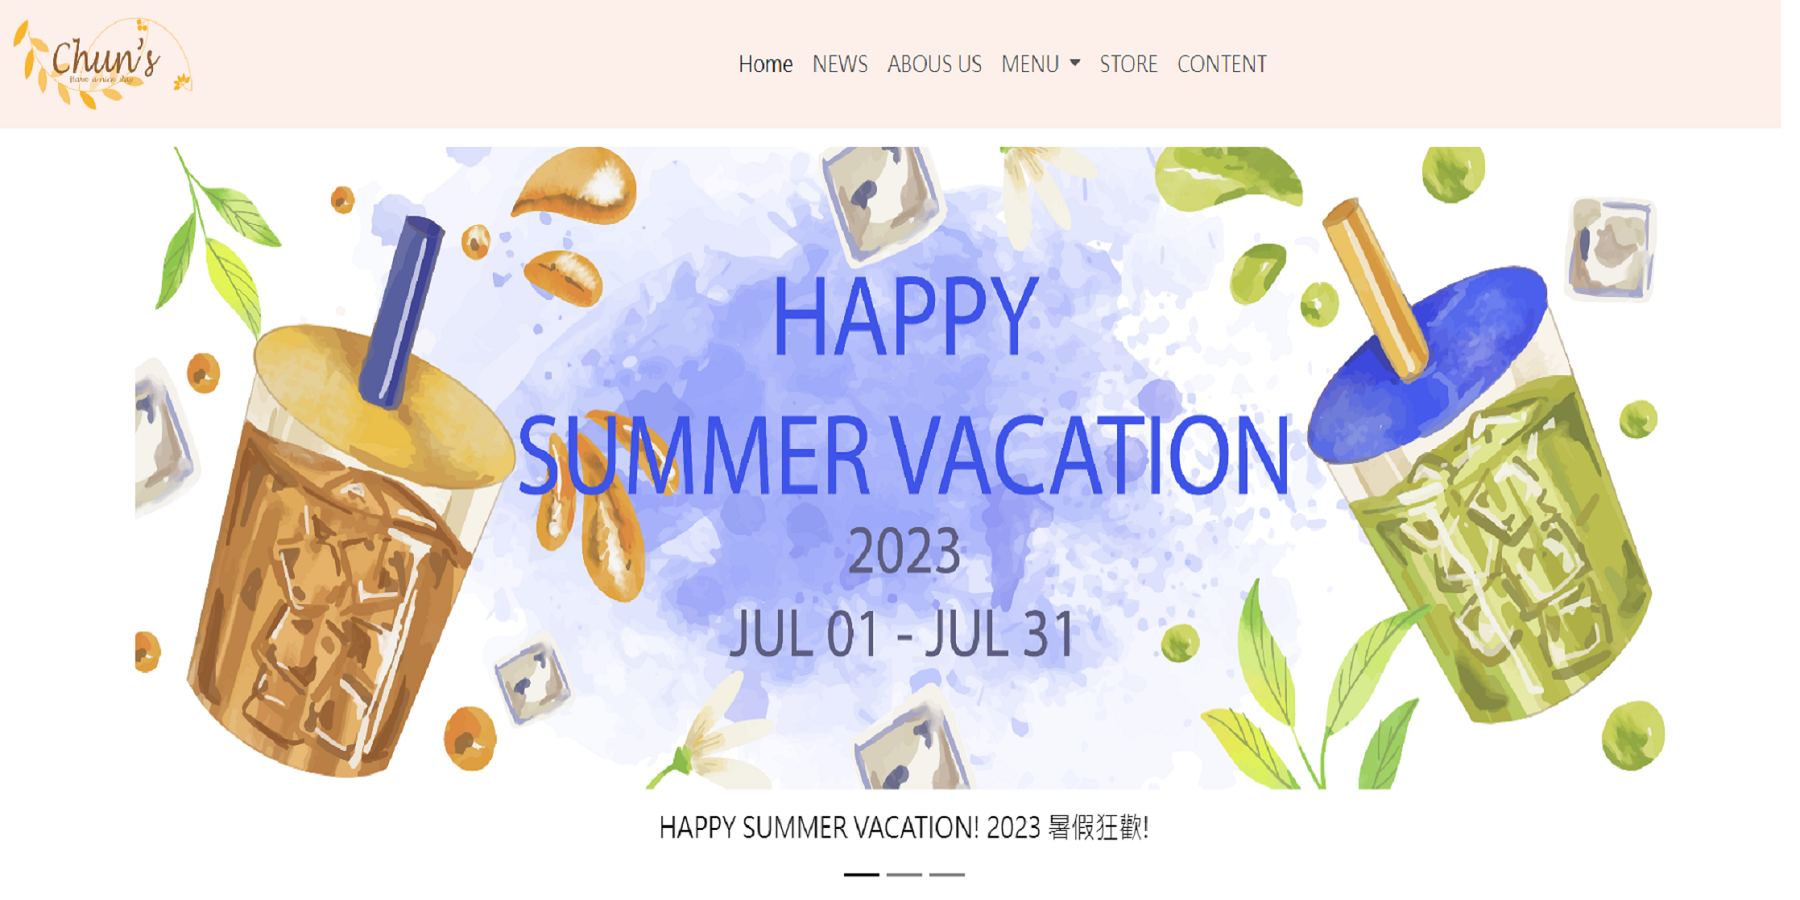 Chun's
Have a nice day
Home NEWS ABOUS US MENU STORE CONTENT
HAPPY
SUMMER VACATION
2023
JUL 01 - JUL 31
HAPPY SUMMER VACATION! 2023 暑假狂歡!